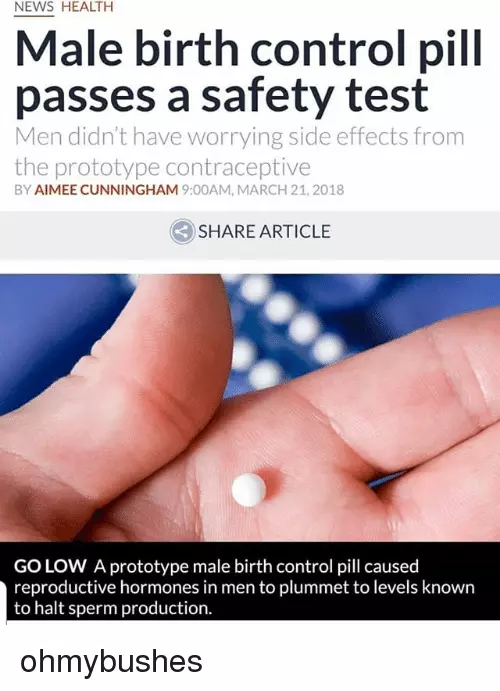 NEWS HEALTH
Male birth control pill
passes a safety test
Men didn't have worrying side effects from
the prototype contraceptive
BY AIMEE CUNNINGHAM 9:00AM, MARCH 21, 2018
SHARE ARTICLE
GO LOW A prototype male birth control pill caused
reproductive hormones in men to plummet to levels known
to halt sperm production.
ohmybushes